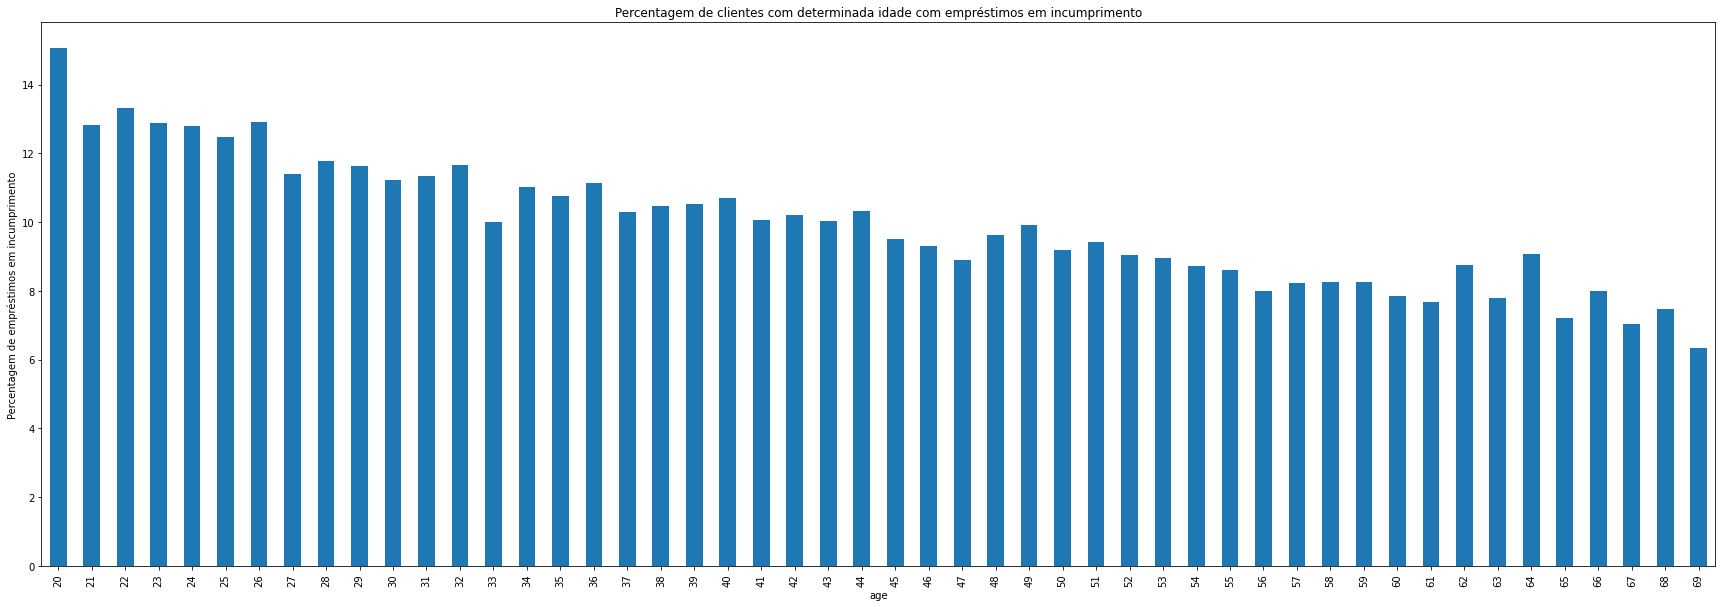 Percentagem de clientes com determinada idade com empréstimos em incumprimento
Percentagem de empréstimos em incumprimento
14
12
10
8
6
4
2
0
20 21 22 23 24 25 26 27 28 29 30 31 32 33 34 35 36 37 38 39 40 41 42 43 44 45 46 47 48 49 50 51 52 53 54 55 56 57 58 59 60 61 62 63 64 65 66 67 68 69
age